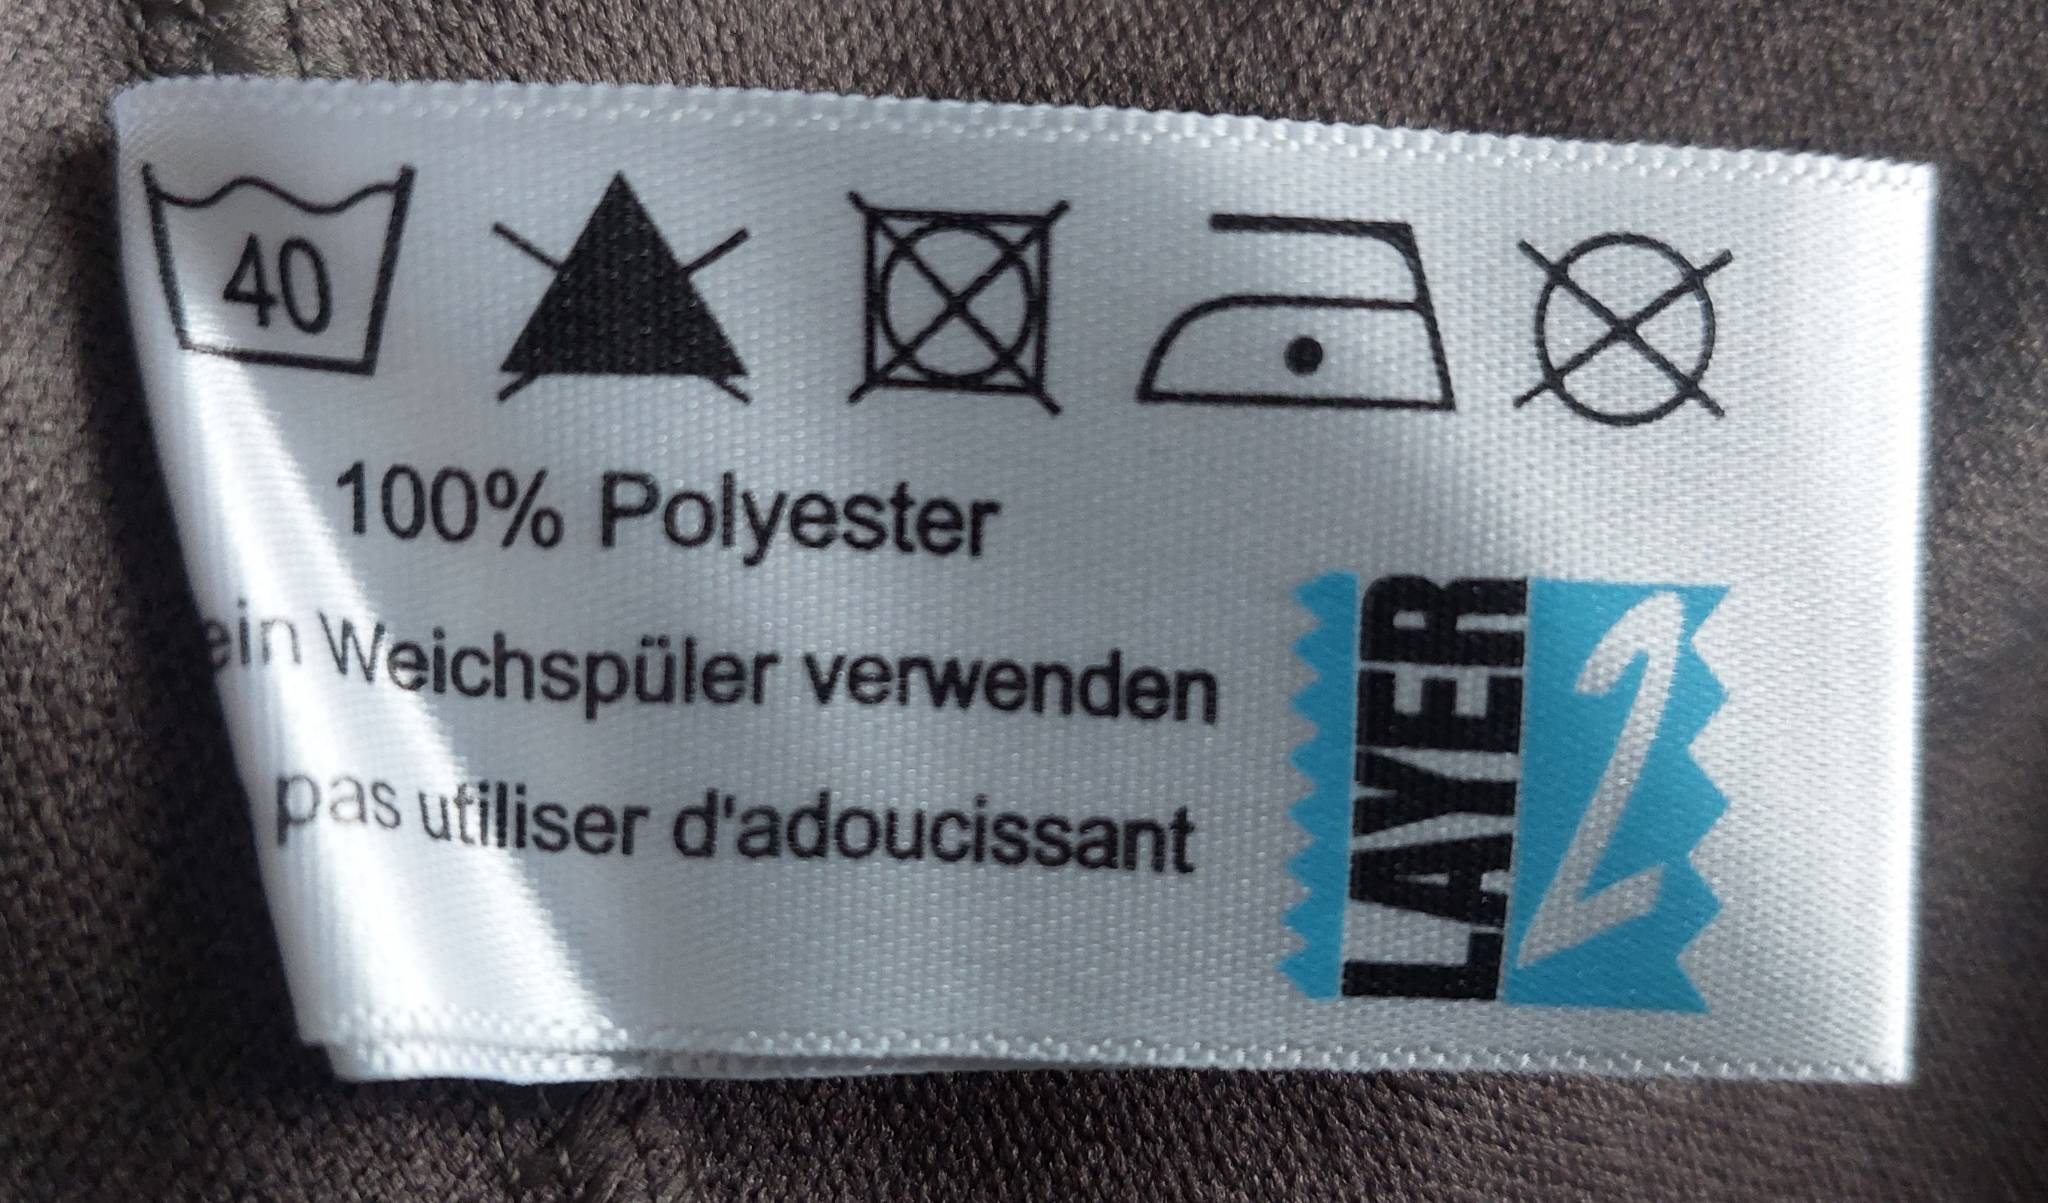 40
100% Polyester
ein Weichspüler verwenden
pas utiliser d'adoucissant
LAYER 2